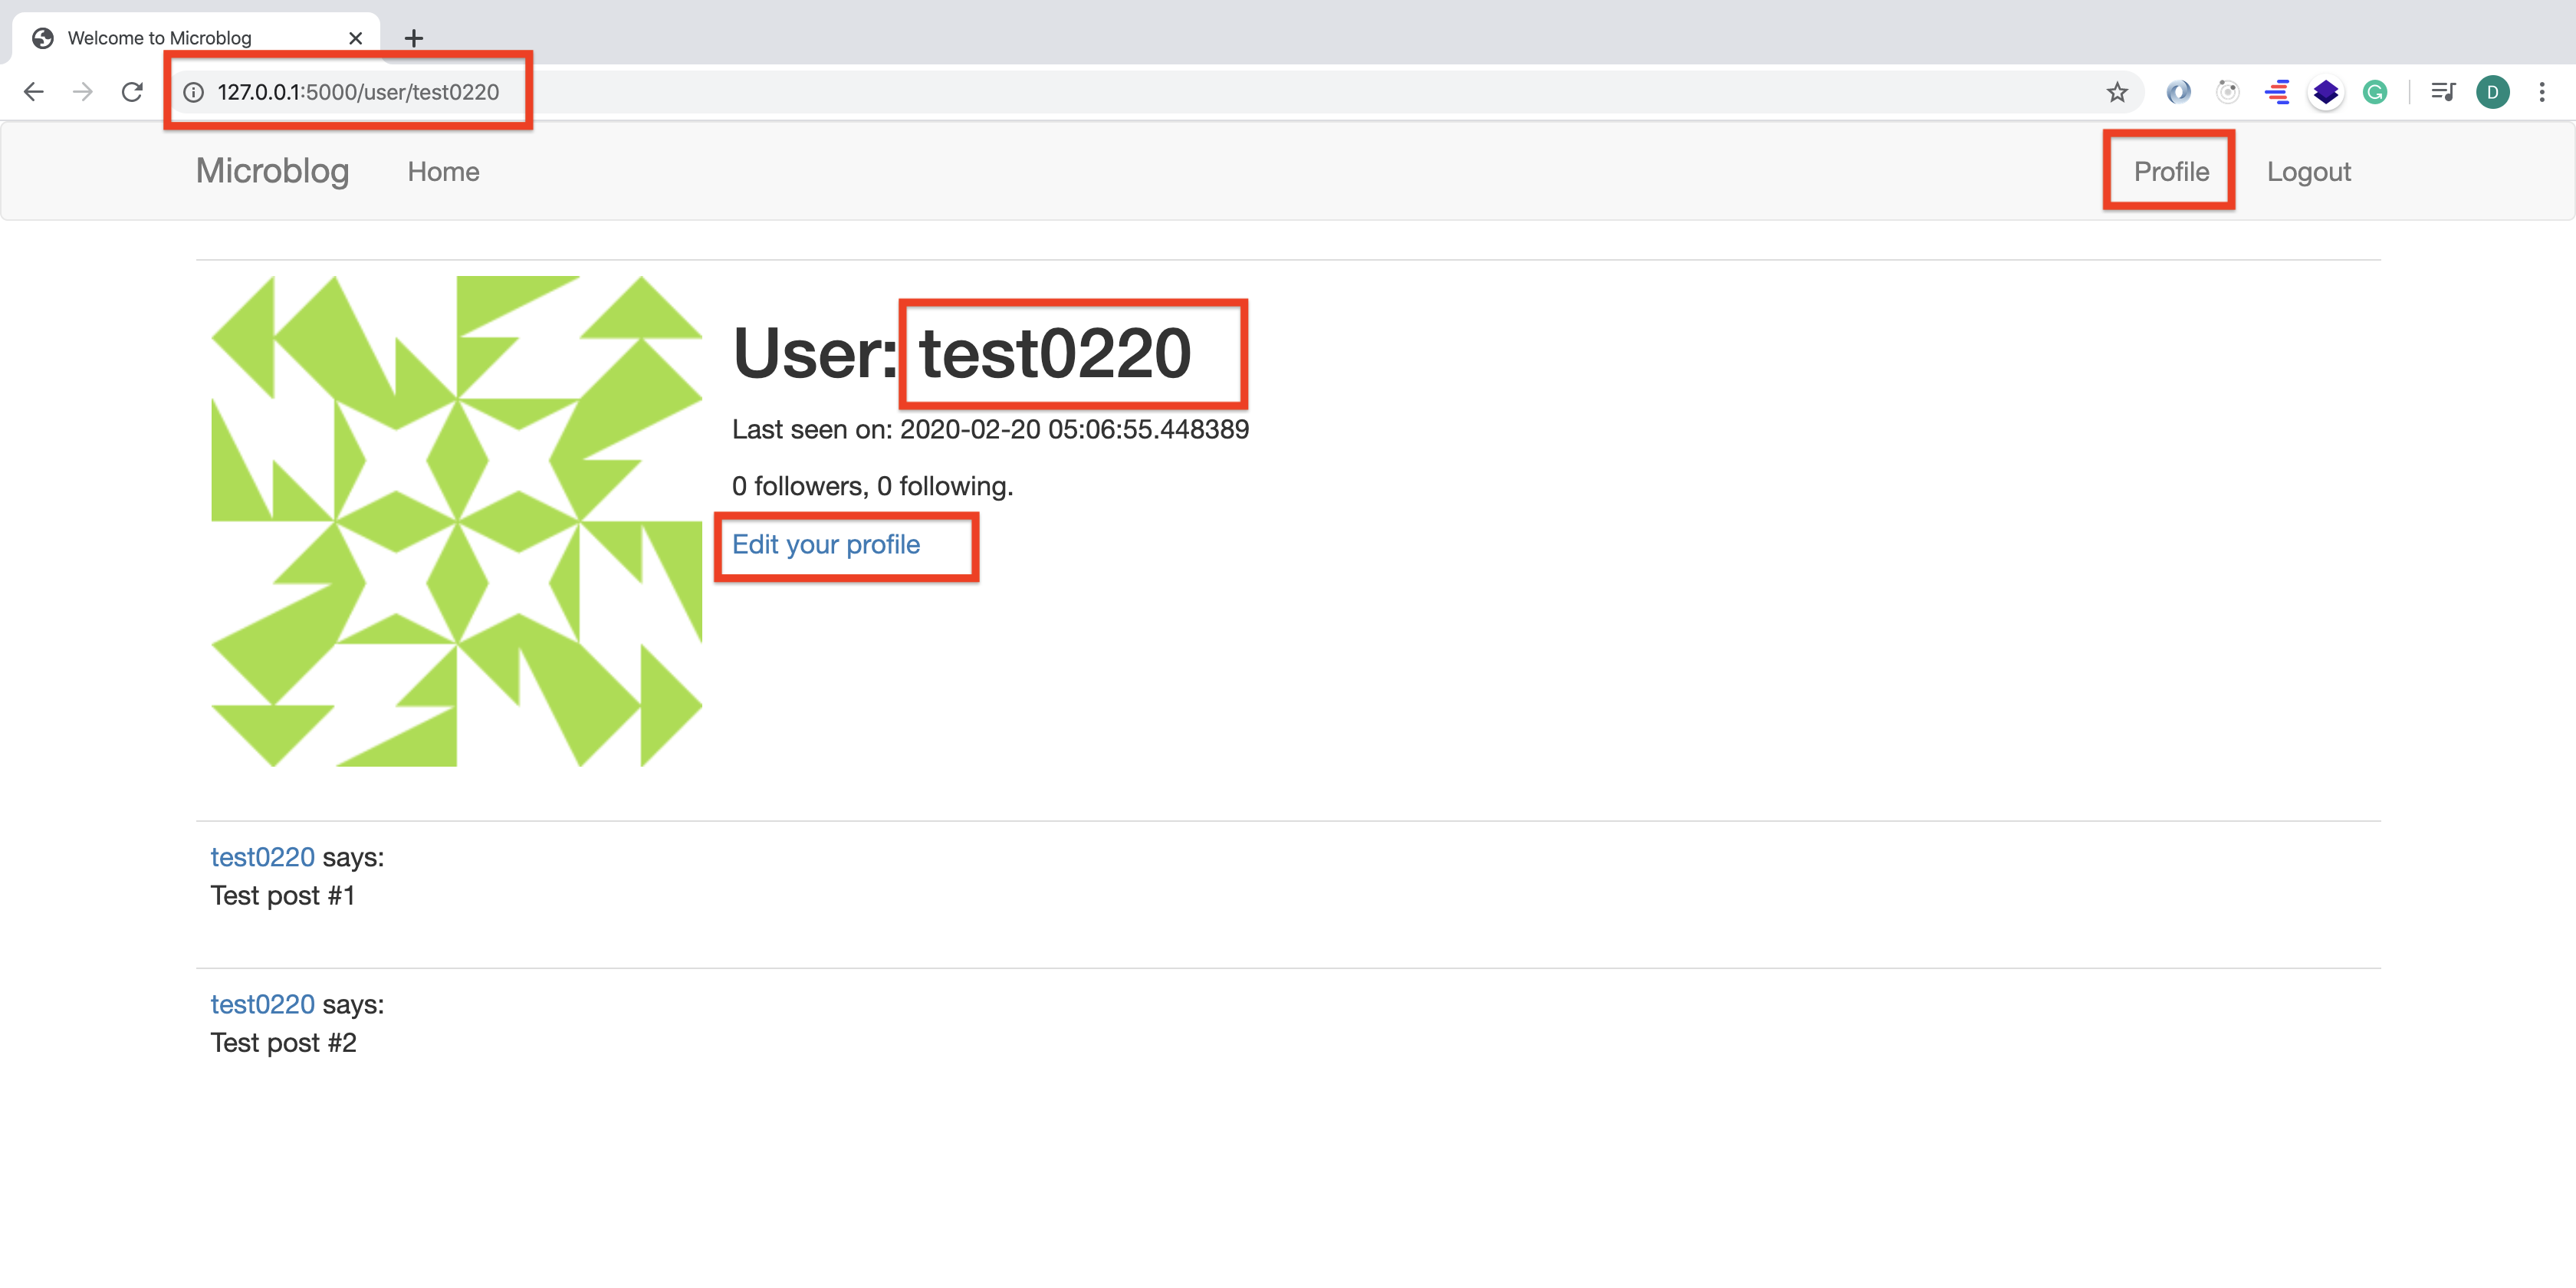 Welcome to Microblog
127.0.0.1:5000/user/test0220
D
Microblog Home Profile Logout
User: test0220
Last seen on: 2020-02-20 05:06:55.448389
0 followers, 0 following.
Edit your profile
test0220 says:
Test post #1
test0220 says:
Test post #2